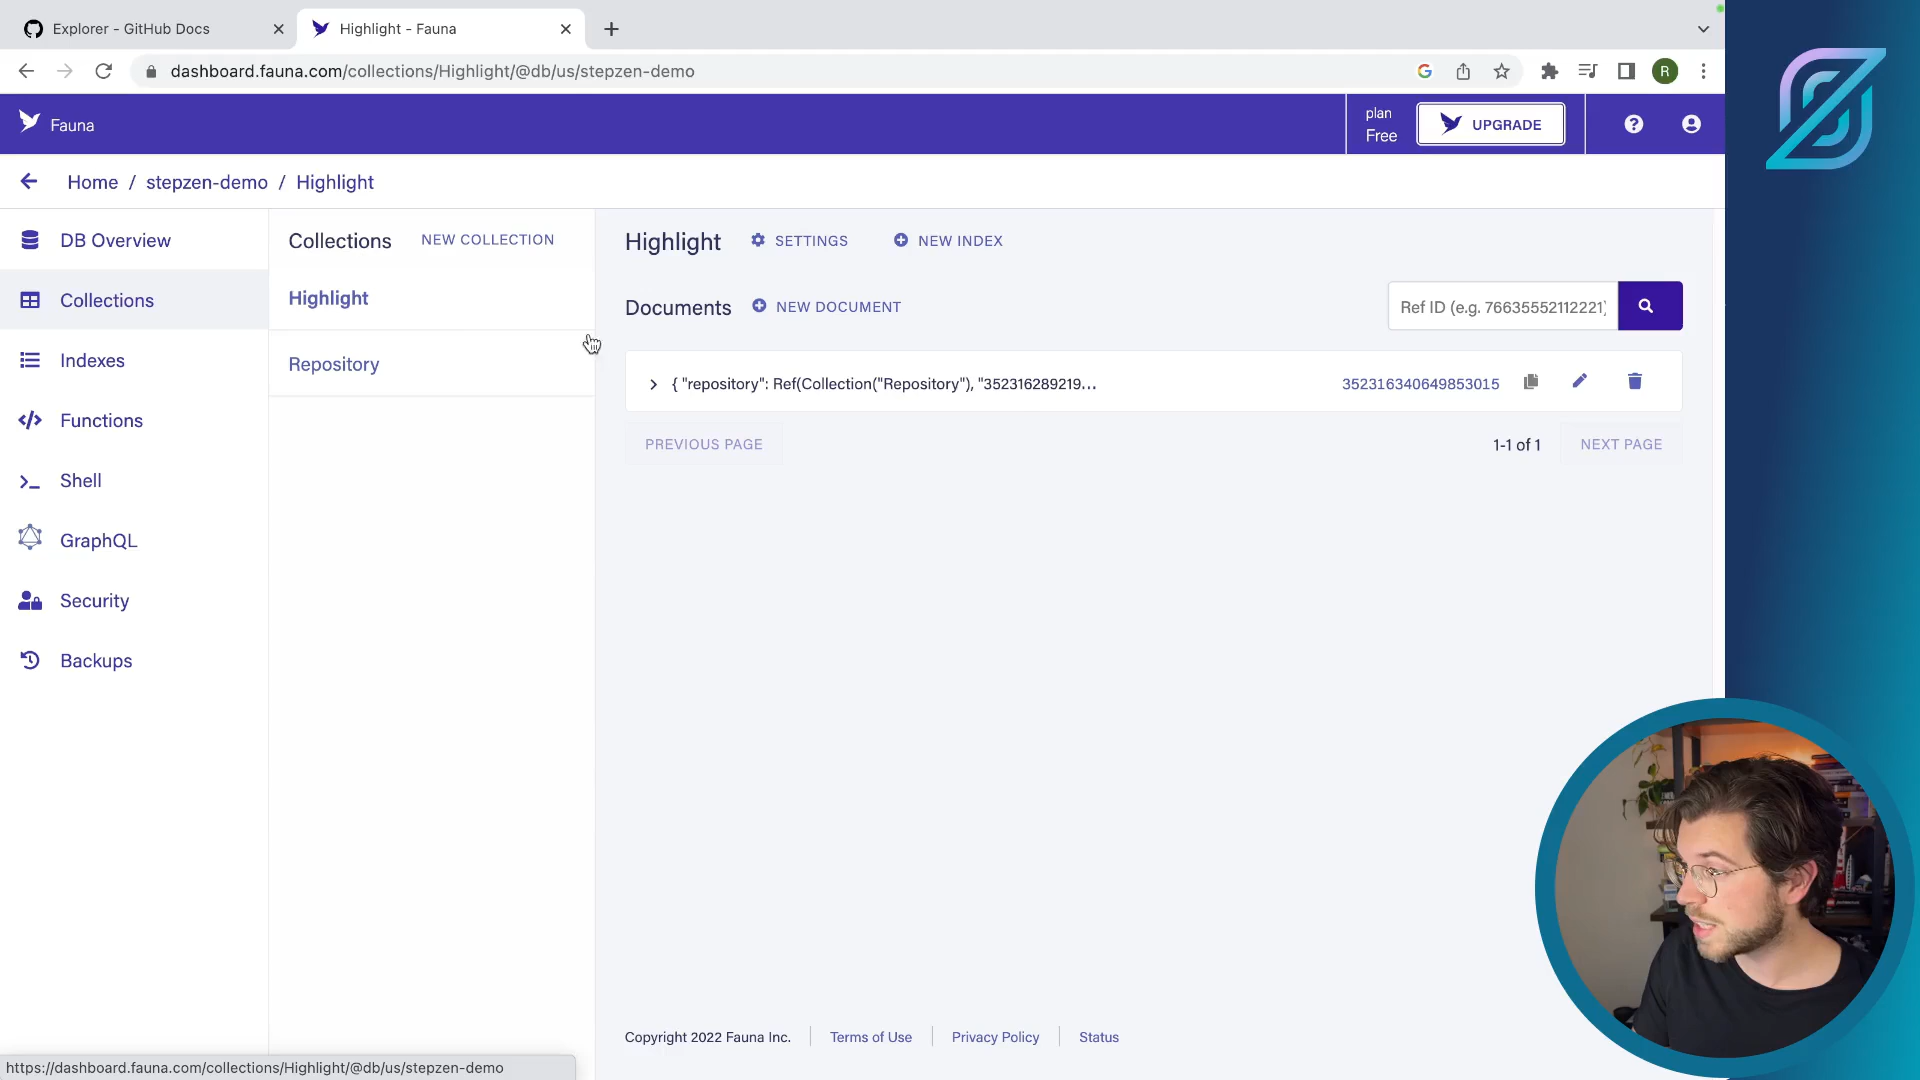 Explorer - GitHub Docs
Highlight - Fauna
dashboard.fauna.com/collections/Highlight/@db/us/stepzen-demo
R
Fauna
plan
Free
UPGRADE
Home / stepzen-demo / Highlight
DB Overview
Collections
Indexes
Functions
Shell
GraphQL
Security
Backups
Collections
NEW COLLECTION
Highlight
Repository
Highlight
SETTINGS
NEW INDEX
Documents
NEW DOCUMENT
Ref ID (e.g. 76635552112221)
{ "repository": Ref(Collection("Repository"), "352316289219...
352316340649853015
PREVIOUS PAGE
1-1 of 1
NEXT PAGE
Copyright 2022 Fauna Inc.
Terms of Use
Privacy Policy
Status
https://dashboard.fauna.com/collections/Highlight/@db/us/stepzen-demo